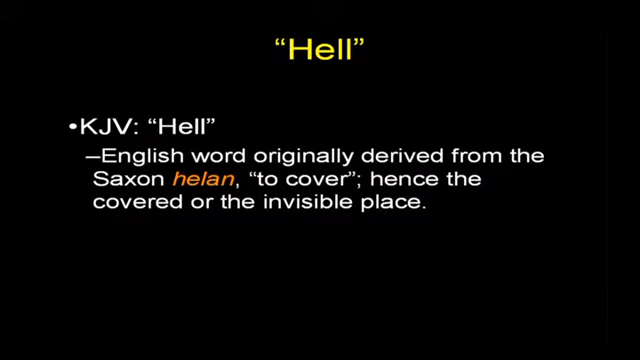 “Hell”
•KJV: “Hell”
–English word originally derived from the
Saxon helan, “to cover”; hence the
covered or the invisible place.